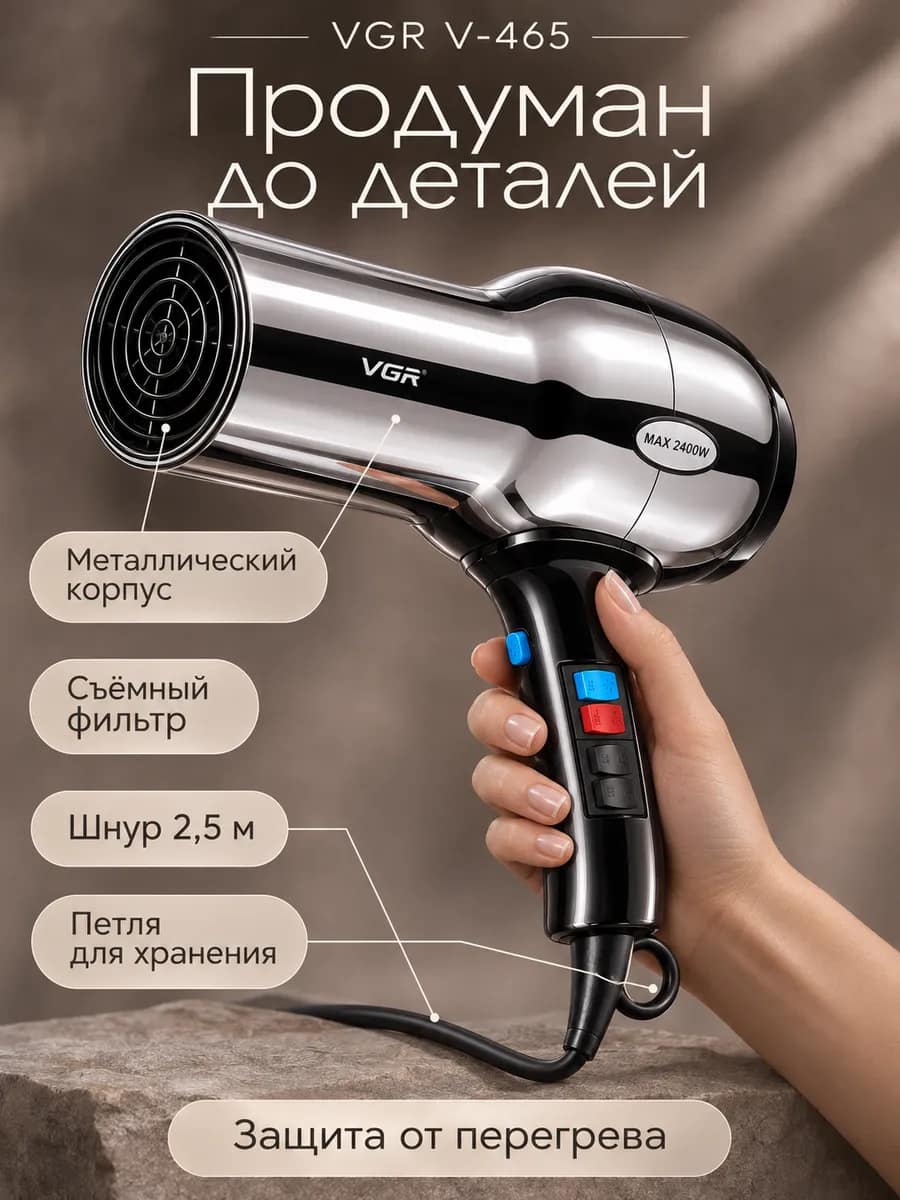 VGR V-465
Продуман
до деталей
VGR
MAX 2400W
Металлический
корпус
Съёмный
фильтр
Шнур 2,5 м
Петля
для хранения
Защита от перегрева